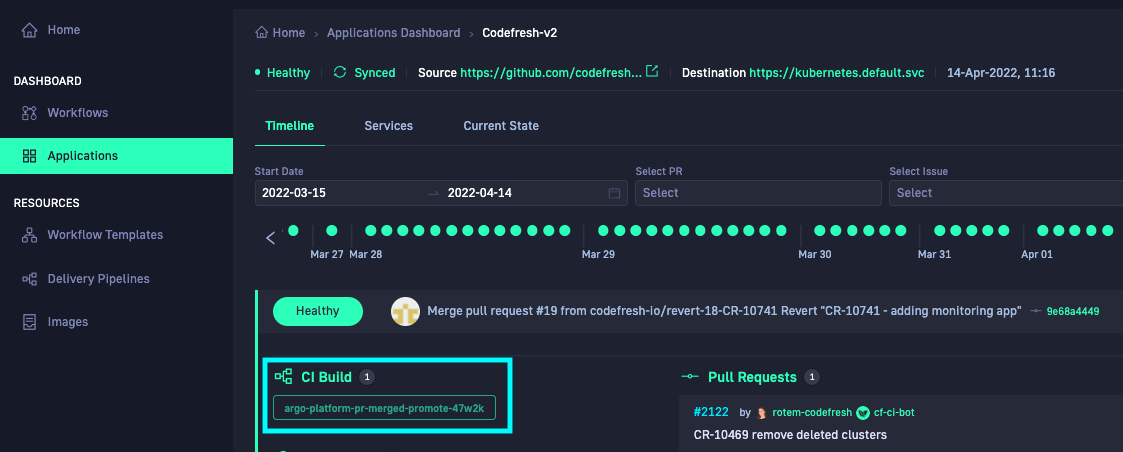 Home
DASHBOARD
Workflows
Applications
RESOURCES
Workflow Templates
Delivery Pipelines
Images
Home › Applications Dashboard › Codefresh-v2
Healthy Synced Source https://github.com/codefresh... Destination https://kubernetes.default.svc 14-Apr-2022, 11:16
Timeline Services Current State
Start Date Select PR Select Issue
2022-03-15 → 2022-04-14 Select Select
Mar 27 Mar 28 Mar 29 Mar 30 Mar 31 Apr 01
Healthy Merge pull request #19 from codefresh-io/revert-18-CR-10741 Revert "CR-10741 - adding monitoring app" 9e68a4449
CI Build 1
argo-platform-pr-merged-promote-47w2k
Pull Requests 1
#2122 by rotem-codefresh cf-ci-bot
CR-10469 remove deleted clusters